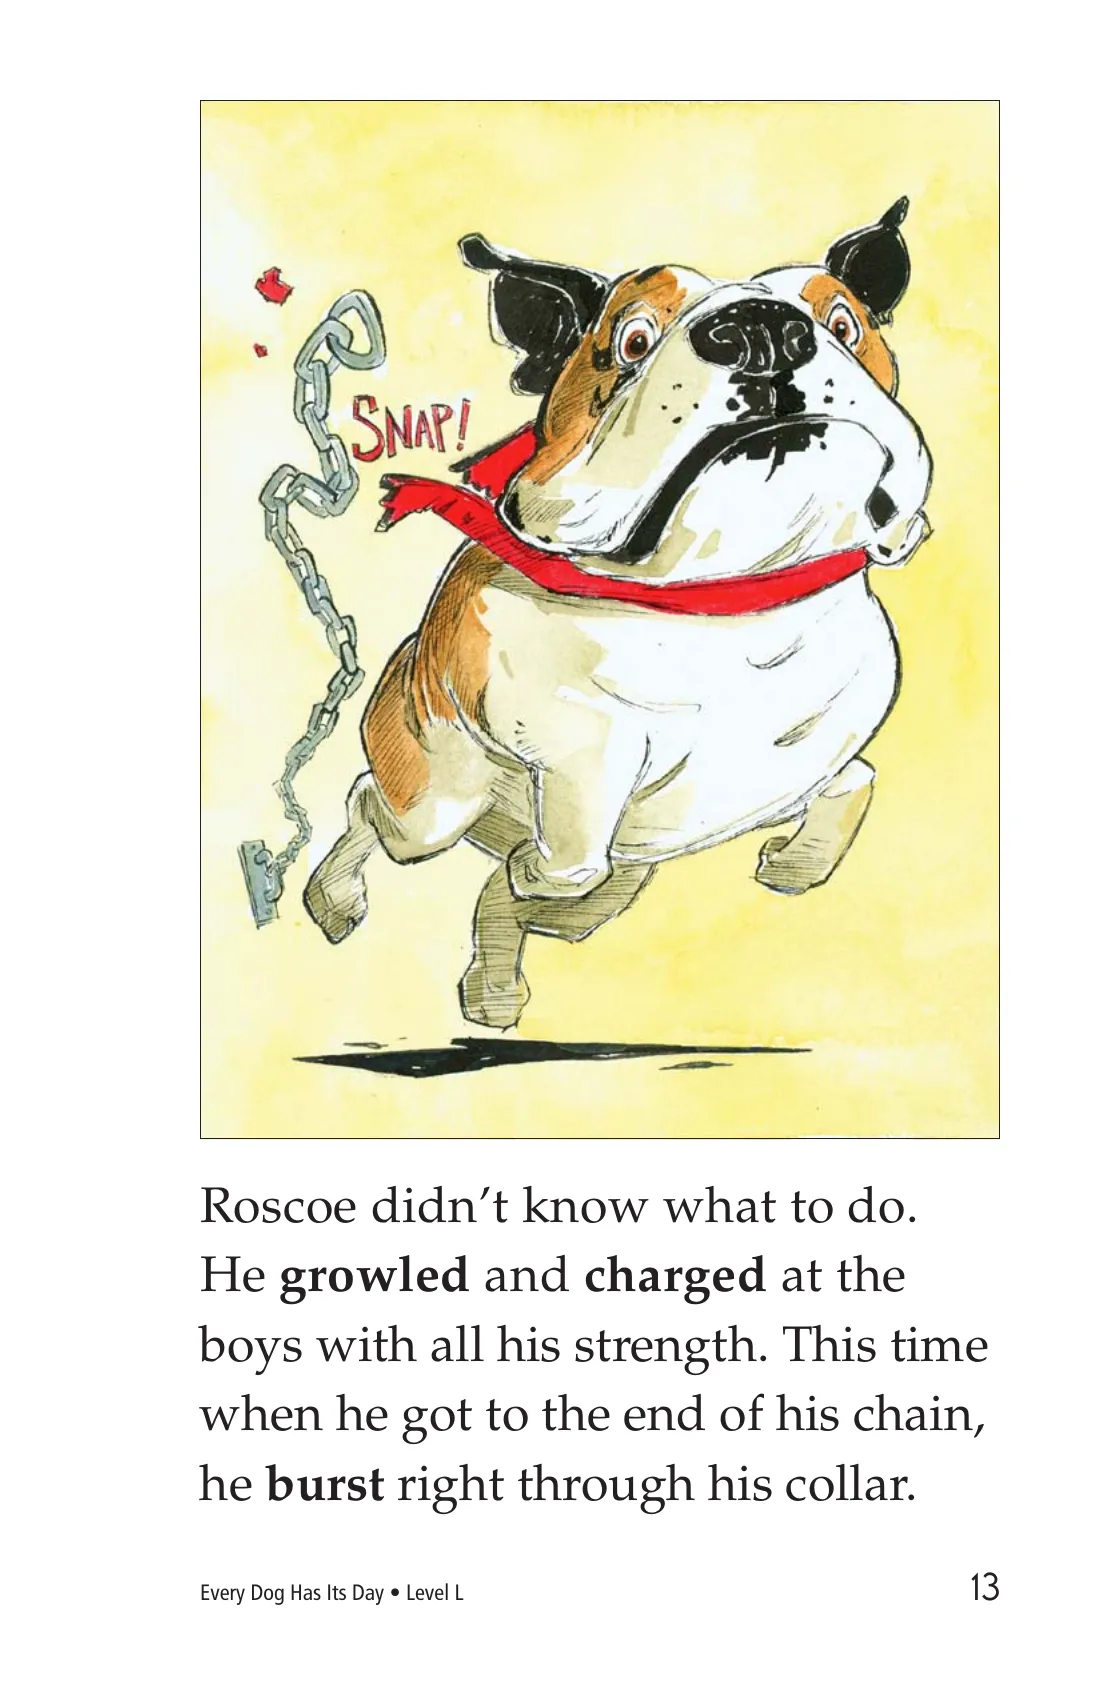 SNAP!
Roscoe didn’t know what to do.
He growled and charged at the
boys with all his strength. This time
when he got to the end of his chain,
he burst right through his collar.
Every Dog Has Its Day • Level L
13